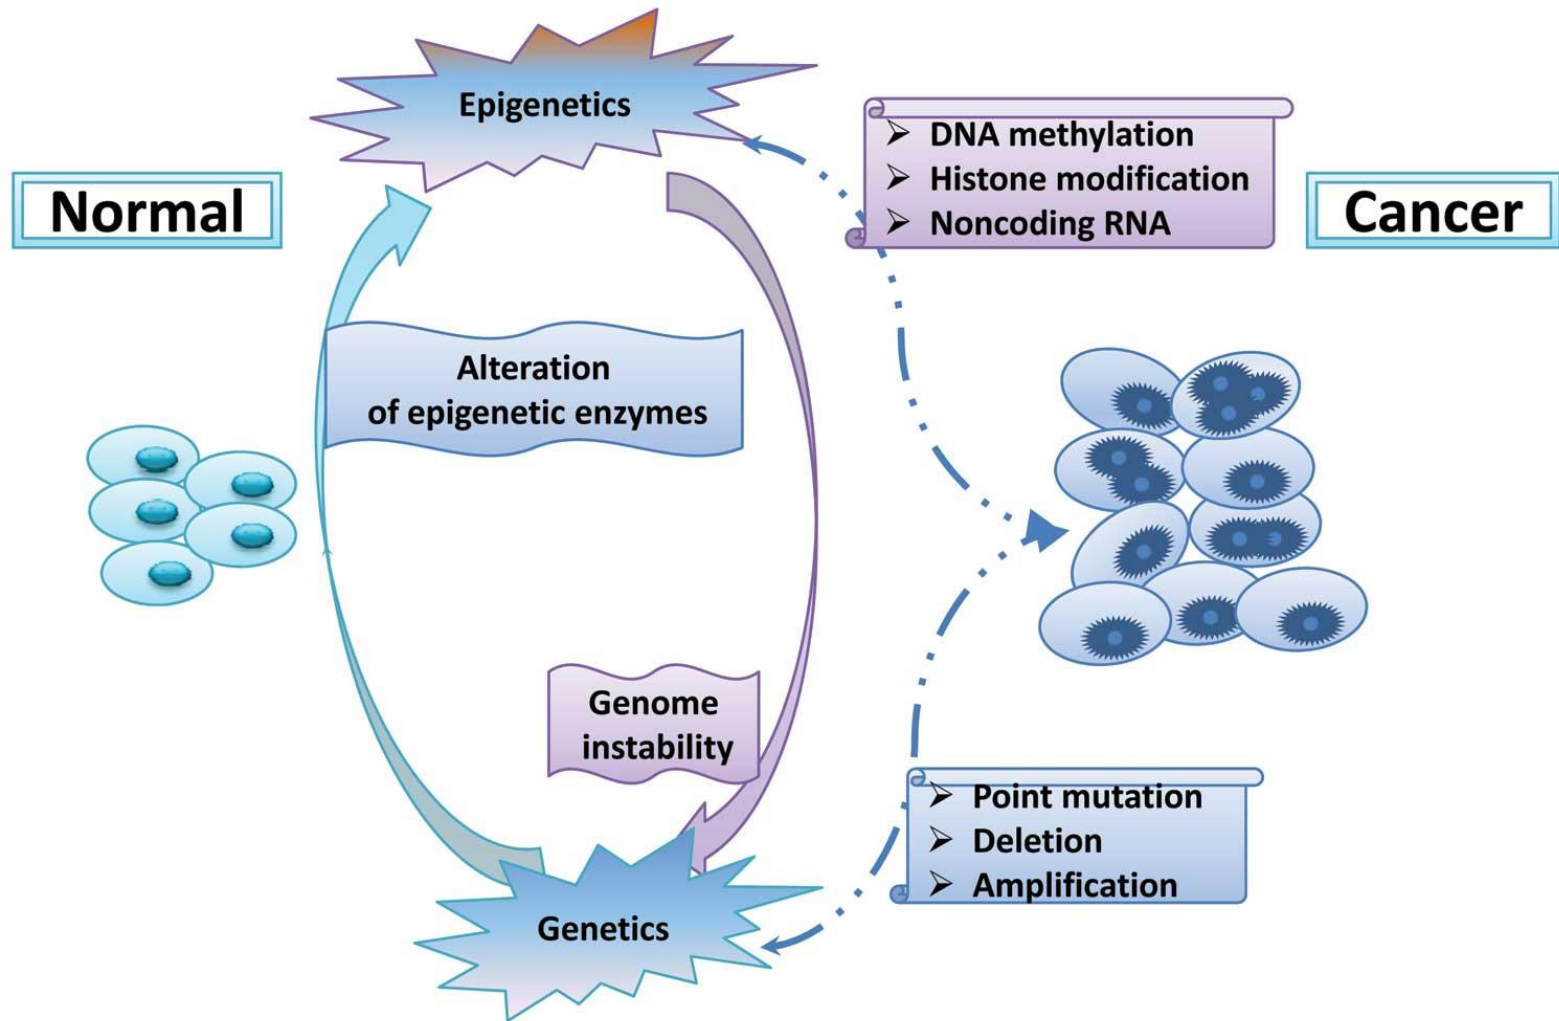 Epigenetics
➢ DNA methylation
➢ Histone modification
➢ Noncoding RNA
Normal
Cancer
Alteration
of epigenetic enzymes
Genome
instability
➢ Point mutation
➢ Deletion
➢ Amplification
Genetics